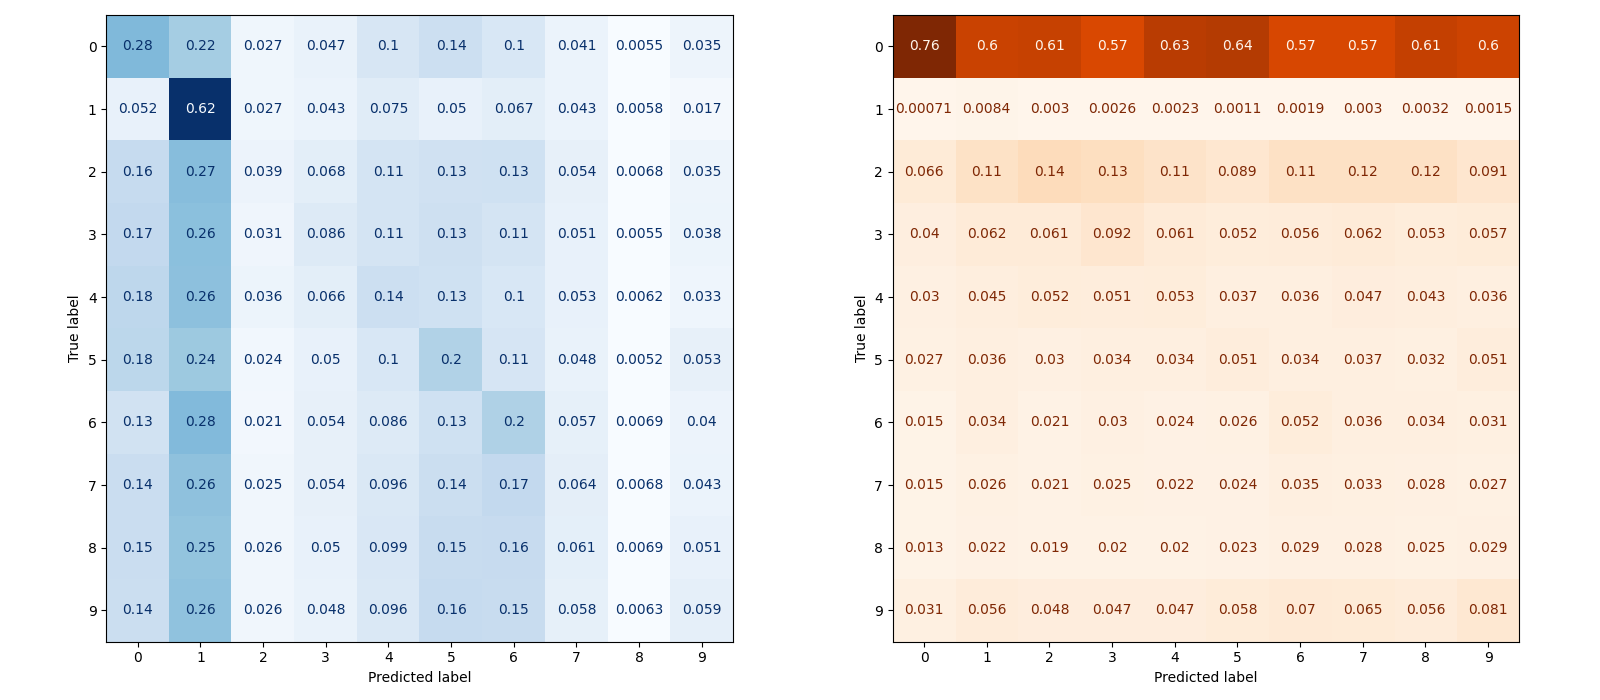 0 0.28 0.22 0.027 0.047 0.1 0.14 0.1 0.041 0.0055 0.035
1 0.052 0.62 0.027 0.043 0.075 0.05 0.067 0.043 0.0058 0.017
2 0.16 0.27 0.039 0.068 0.11 0.13 0.13 0.054 0.0068 0.035
3 0.17 0.26 0.031 0.086 0.11 0.13 0.11 0.051 0.0055 0.038
4 0.18 0.26 0.036 0.066 0.14 0.13 0.1 0.053 0.0062 0.033
5 0.18 0.24 0.024 0.05 0.1 0.2 0.11 0.048 0.0052 0.053
6 0.13 0.28 0.021 0.054 0.086 0.13 0.2 0.057 0.0069 0.04
7 0.14 0.26 0.025 0.054 0.096 0.14 0.17 0.064 0.0068 0.043
8 0.15 0.25 0.026 0.05 0.099 0.15 0.16 0.061 0.0069 0.051
9 0.14 0.26 0.026 0.048 0.096 0.16 0.15 0.058 0.0063 0.059
0 1 2 3 4 5 6 7 8 9
Predicted label
True label
0 0.76 0.6 0.61 0.57 0.63 0.64 0.57 0.57 0.61 0.6
1 0.00071 0.0084 0.003 0.0026 0.0023 0.0011 0.0019 0.003 0.0032 0.0015
2 0.066 0.11 0.14 0.13 0.11 0.089 0.11 0.12 0.12 0.091
3 0.04 0.062 0.061 0.092 0.061 0.052 0.056 0.062 0.053 0.057
4 0.03 0.045 0.052 0.051 0.053 0.037 0.036 0.047 0.043 0.036
5 0.027 0.036 0.03 0.034 0.034 0.051 0.034 0.037 0.032 0.051
6 0.015 0.034 0.021 0.03 0.024 0.026 0.052 0.036 0.034 0.031
7 0.015 0.026 0.021 0.025 0.022 0.024 0.035 0.033 0.028 0.027
8 0.013 0.022 0.019 0.02 0.02 0.023 0.029 0.028 0.025 0.029
9 0.031 0.056 0.048 0.047 0.047 0.058 0.07 0.065 0.056 0.081
0 1 2 3 4 5 6 7 8 9
Predicted label
True label